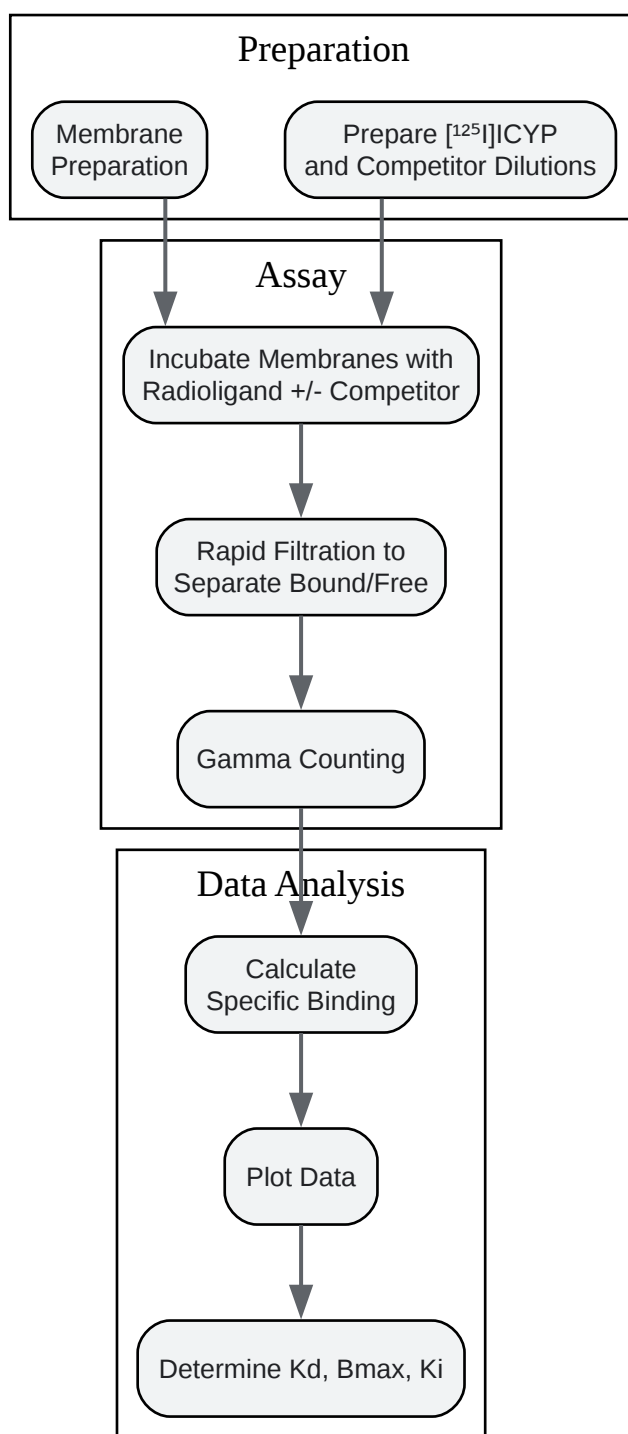 Preparation
Membrane
Preparation
Prepare [¹²⁵I]ICYP
and Competitor Dilutions
Assay
Incubate Membranes with
Radioligand +/- Competitor
Rapid Filtration to
Separate Bound/Free
Gamma Counting
Data Analysis
Calculate
Specific Binding
Plot Data
Determine Kd, Bmax, Ki